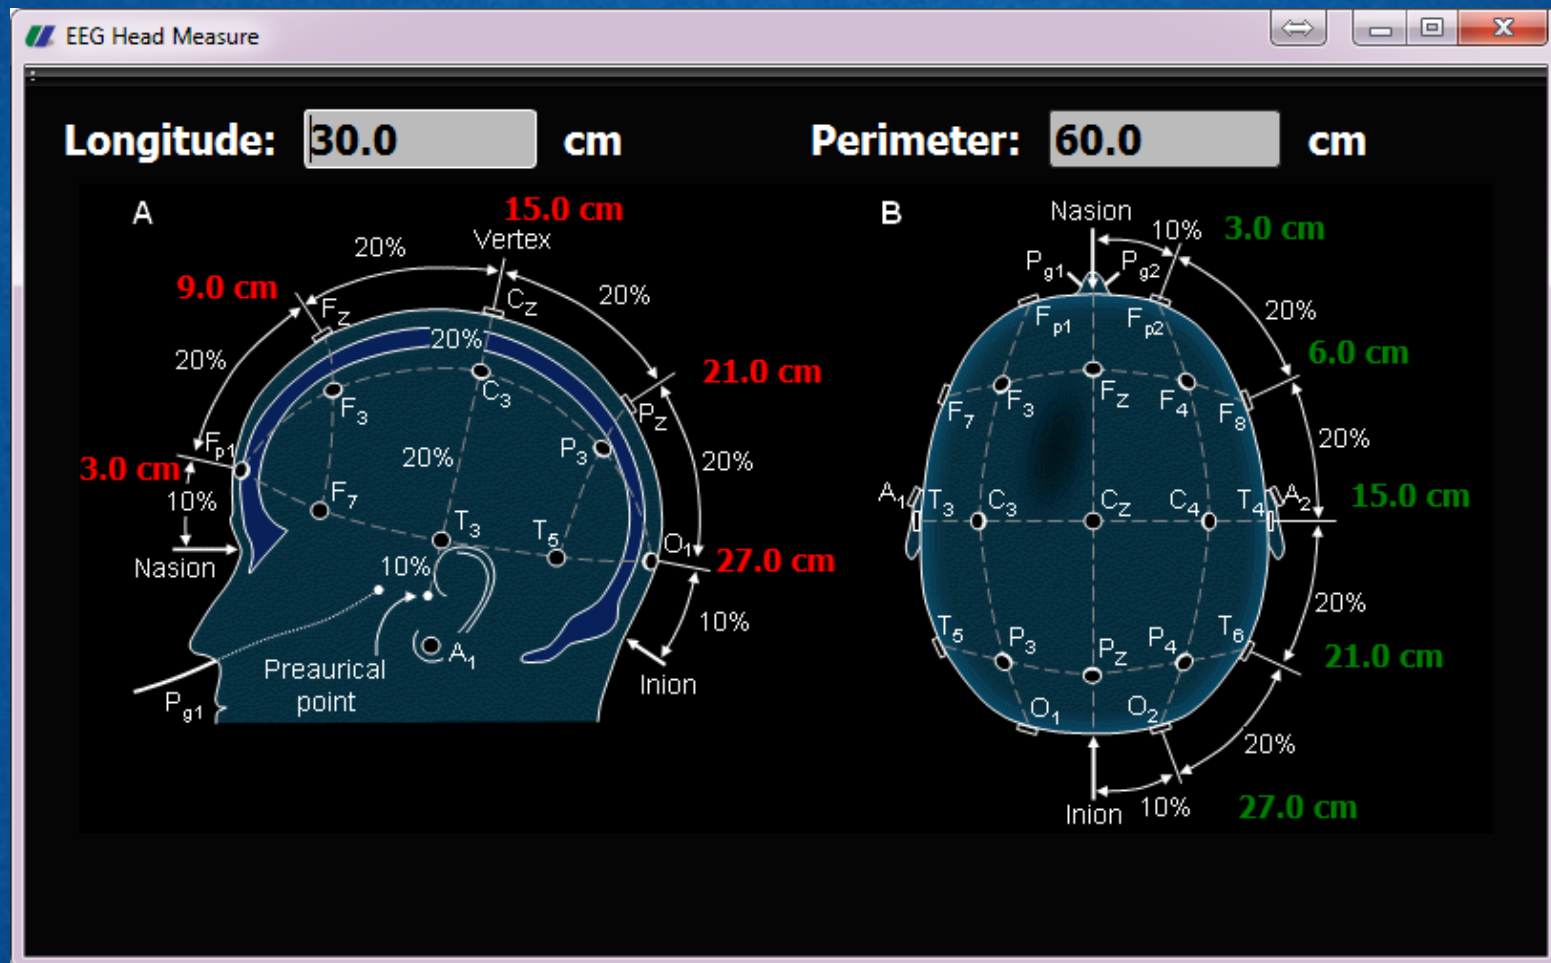 EEG Head Measure
Longitude: 30.0 cm
Perimeter: 60.0 cm
A
15.0 cm
Vertex
20%
20%
9.0 cm
Fz
Cz
20%
20%
21.0 cm
F3
C3
Pz
Fp1
P3
20%
20%
3.0 cm
10%
F7
T3
T5
O1
27.0 cm
Nasion
10%
10%
A1
Preaurical
point
Inion
Pg1
B
Nasion
10%
3.0 cm
Pg1
Pg2
Fp1
Fp2
20%
6.0 cm
F7
F3
Fz
F4
F8
20%
A1
T3
C3
Cz
C4
T4
A2
15.0 cm
20%
T5
P3
Pz
P4
T6
21.0 cm
O1
O2
20%
Inion
10%
27.0 cm